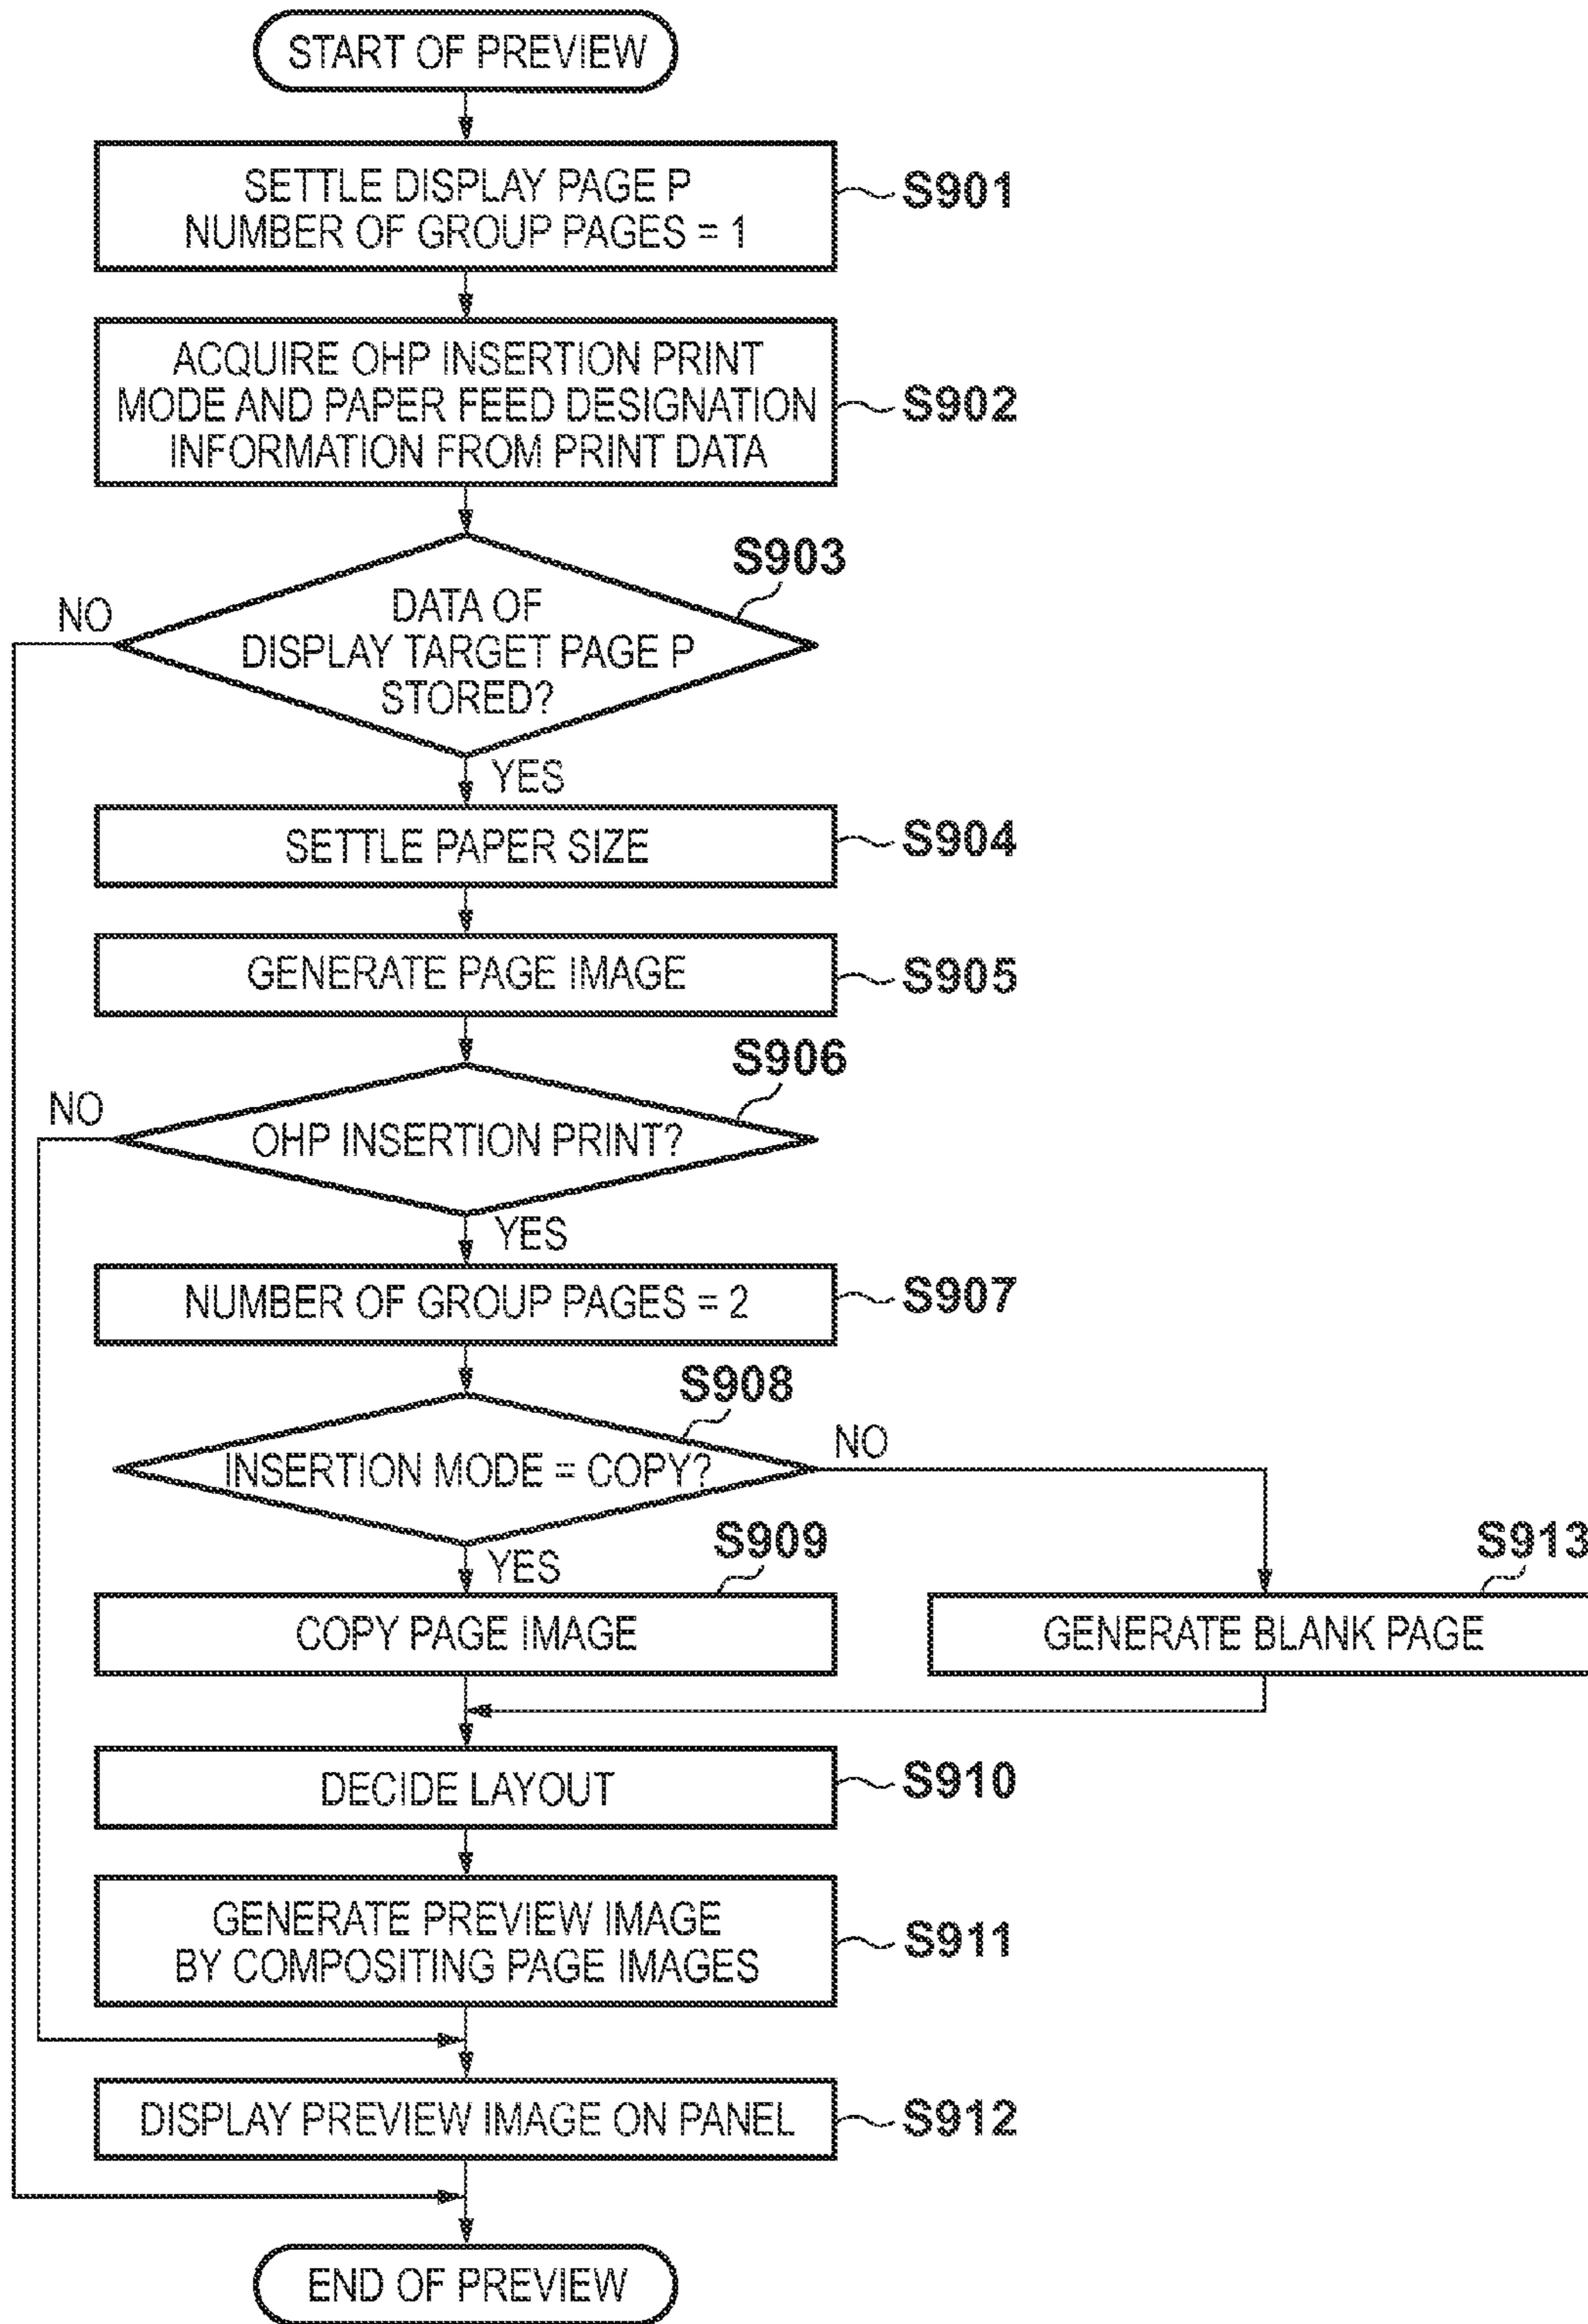 START OF PREVIEW
SETTLE DISPLAY PAGE P
NUMBER OF GROUP PAGES = 1
S901
ACQUIRE OHP INSERTION PRINT
MODE AND PAPER FEED DESIGNATION
INFORMATION FROM PRINT DATA
S902
S903
NO
DATA OF
DISPLAY TARGET PAGE P
STORED?
YES
SETTLE PAPER SIZE
S904
GENERATE PAGE IMAGE
S905
S906
NO
OHP INSERTION PRINT?
YES
NUMBER OF GROUP PAGES = 2
S907
S908
INSERTION MODE = COPY?
NO
YES
S909
S913
COPY PAGE IMAGE
GENERATE BLANK PAGE
DECIDE LAYOUT
S910
GENERATE PREVIEW IMAGE
BY COMPOSITING PAGE IMAGES
S911
DISPLAY PREVIEW IMAGE ON PANEL
S912
END OF PREVIEW